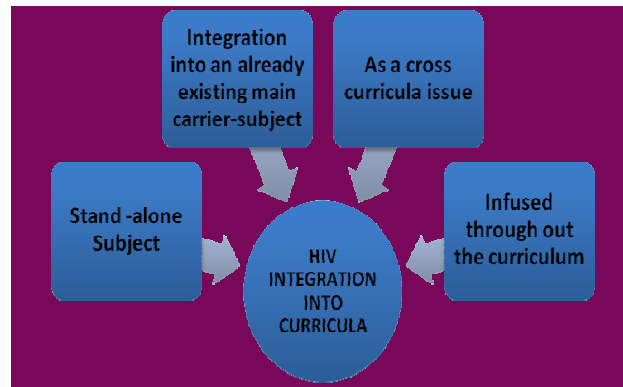 Integration
into an already
existing main
carrier-subject
As a cross
curricula issue
Stand -alone
Subject
Infused
through out
the curriculum
HIV
INTEGRATION
INTO
CURRICULA